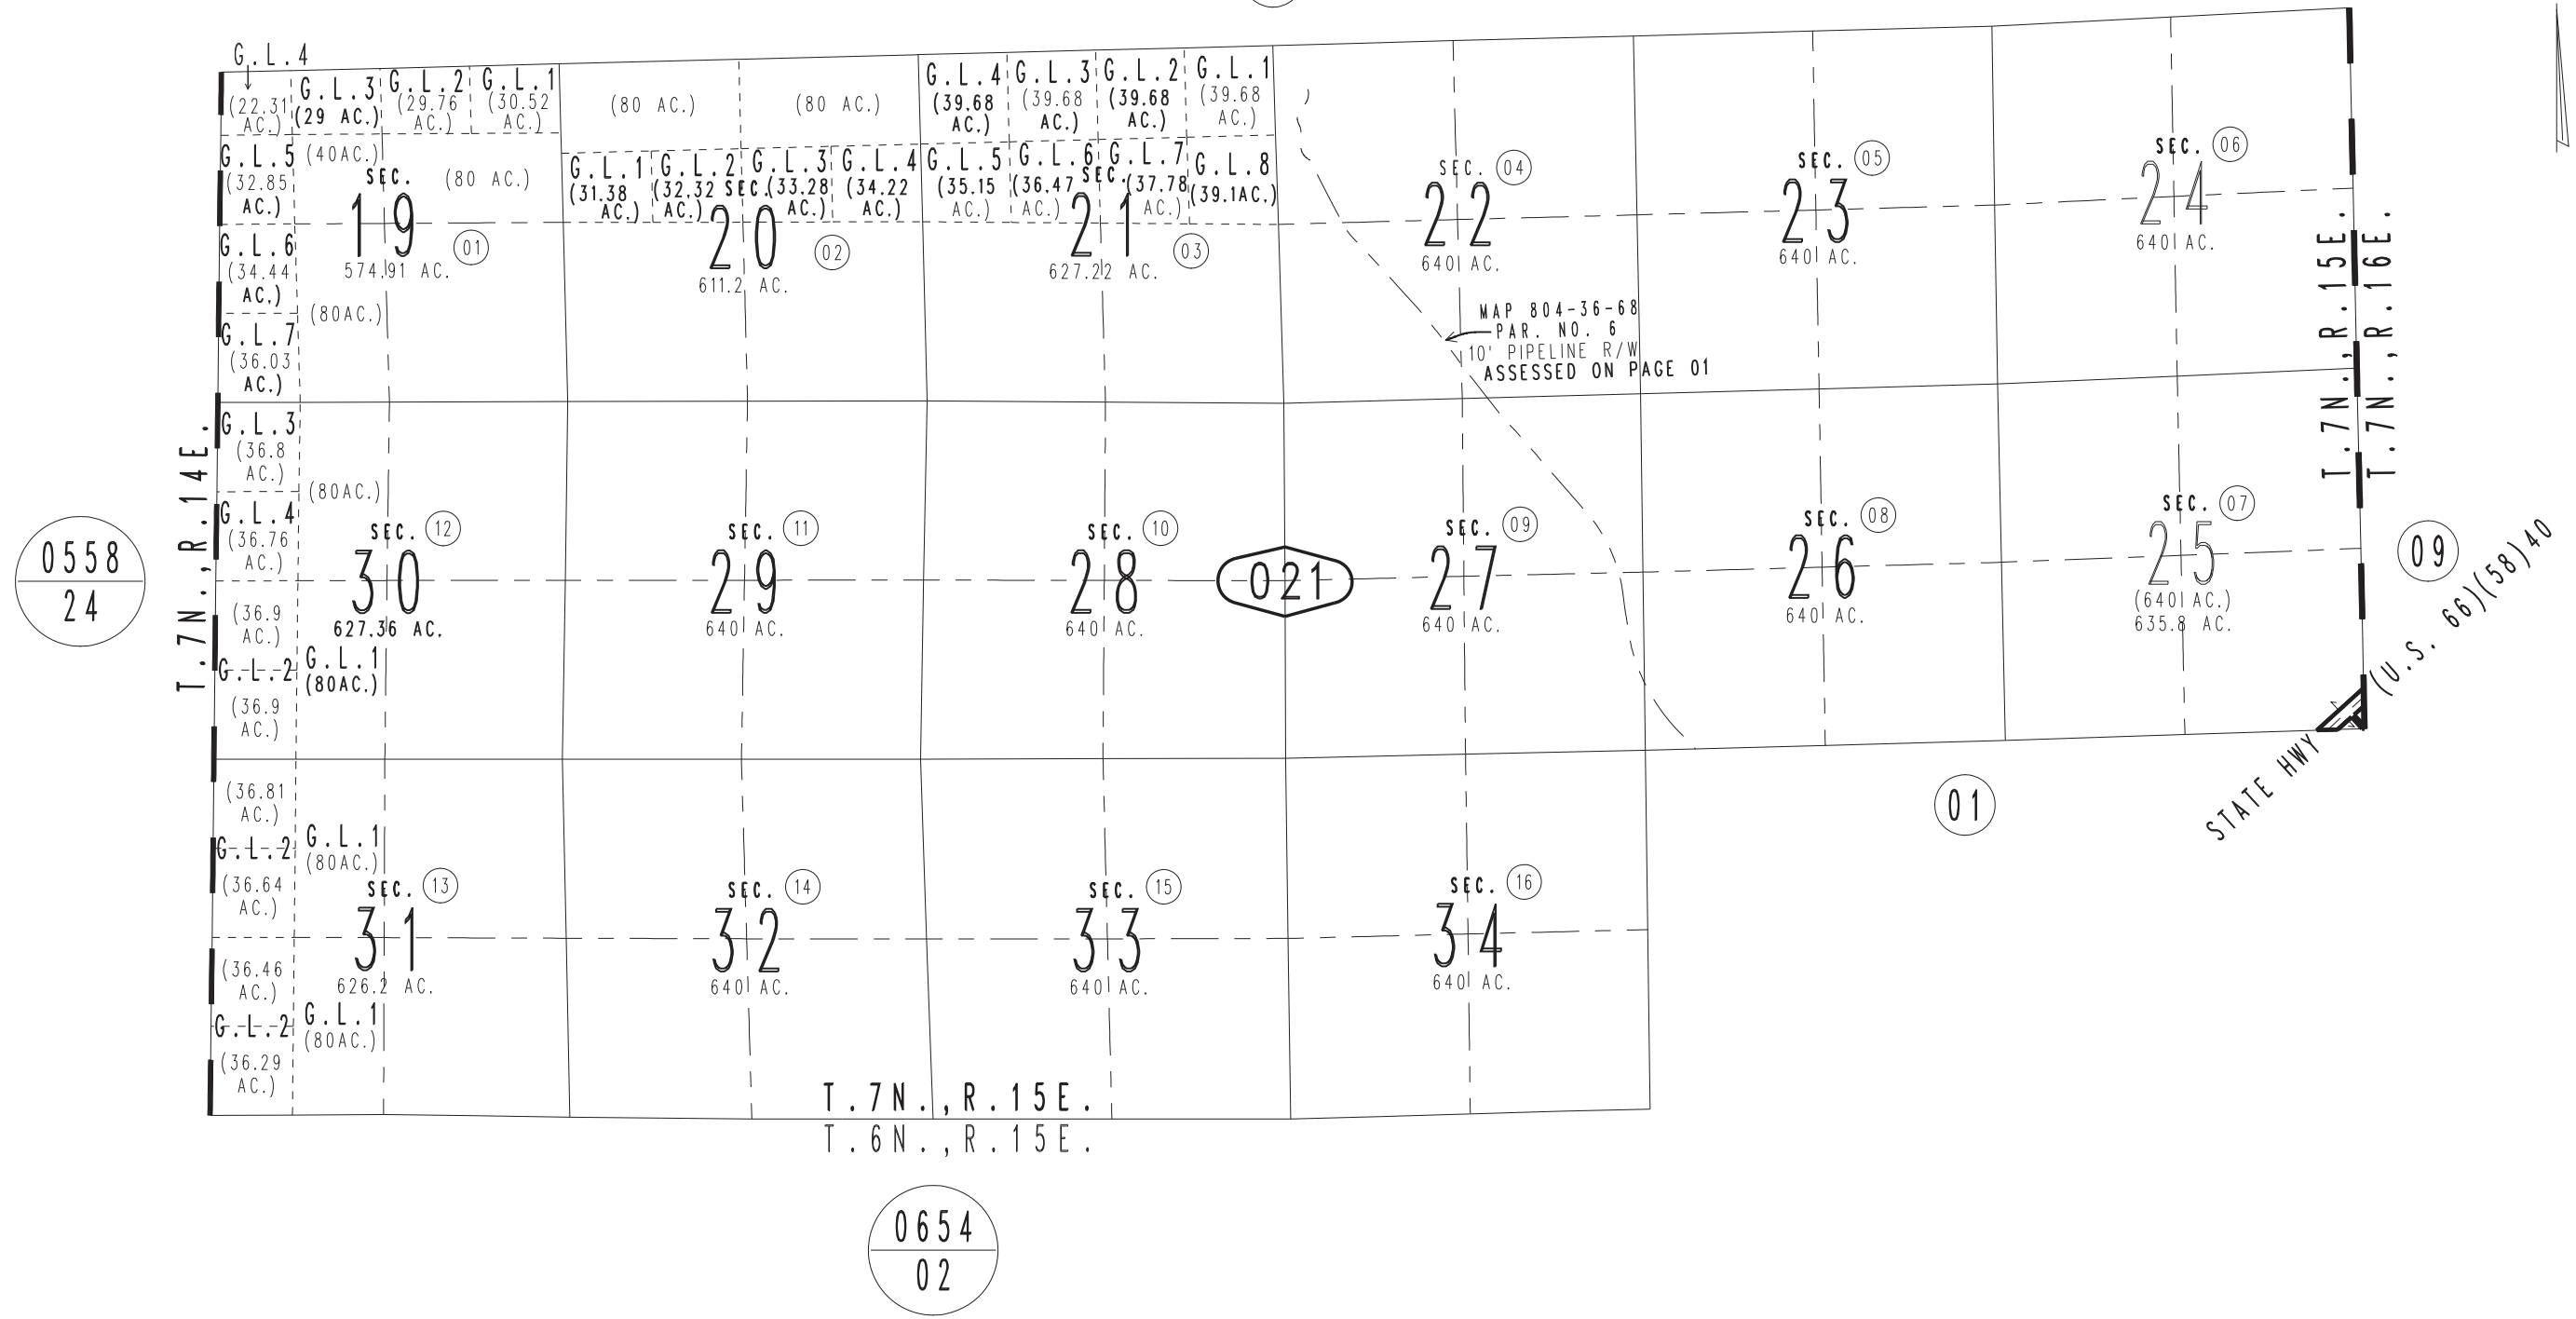 G.L.4
(22.31
AC.)
G.L.3
(29 AC.)
G.L.2
(29.76
AC.)
G.L.1
(30.52
AC.)
(80 AC.)
(80 AC.)
G.L.4
(39.68
AC.)
G.L.3
(39.68
AC.)
G.L.2
(39.68
AC.)
G.L.1
(39.68
AC.)
G.L.5
(32.85
AC.)
(40AC.)
(80 AC.)
SEC.
19
01
574.91 AC.
G.L.1
(31.38
AC.)
G.L.2
(32.32
AC.)
G.L.3
(33.28
AC.)
G.L.4
(34.22
AC.)
SEC.
20
02
611.2 AC.
G.L.5
(35.15
AC.)
G.L.6
(36.47
AC.)
G.L.7
(37.78
AC.)
G.L.8
(39.1AC.)
SEC.
21
03
627.22 AC.
SEC. 04
22
640 AC.
SEC. 05
23
640 AC.
SEC. 06
24
640 AC.
G.L.6
(34.44
AC.)
(80AC.)
G.L.7
(36.03
AC.)
MAP 804-36-68
PAR. NO. 6
10' PIPELINE R/W
ASSESSED ON PAGE 01
T.7N.,R.15E.
T.7N.,R.16E.
T.7N.,R.14E.
G.L.3
(36.8
AC.)
(80AC.)
G.L.4
(36.76
AC.)
SEC. 12
30
627.36 AC.
SEC. 11
29
640 AC.
SEC. 10
28
640 AC.
021
SEC. 09
27
640 AC.
SEC. 08
26
640 AC.
SEC. 07
25
(640 AC.)
635.8 AC.
0558
24
09
(36.9
AC.)
G.L.2
G.L.1
(80AC.)
(36.9
AC.)
STATE HWY (U.S. 66)(58)40
01
(36.81
AC.)
G.L.2
G.L.1
(80AC.)
(36.64
AC.)
SEC. 13
31
626.2 AC.
SEC. 14
32
640 AC.
SEC. 15
33
640 AC.
SEC. 16
34
640 AC.
(36.46
AC.)
G.L.2
G.L.1
(80AC.)
(36.29
AC.)
T.7N.,R.15E.
T.6N.,R.15E.
0654
02